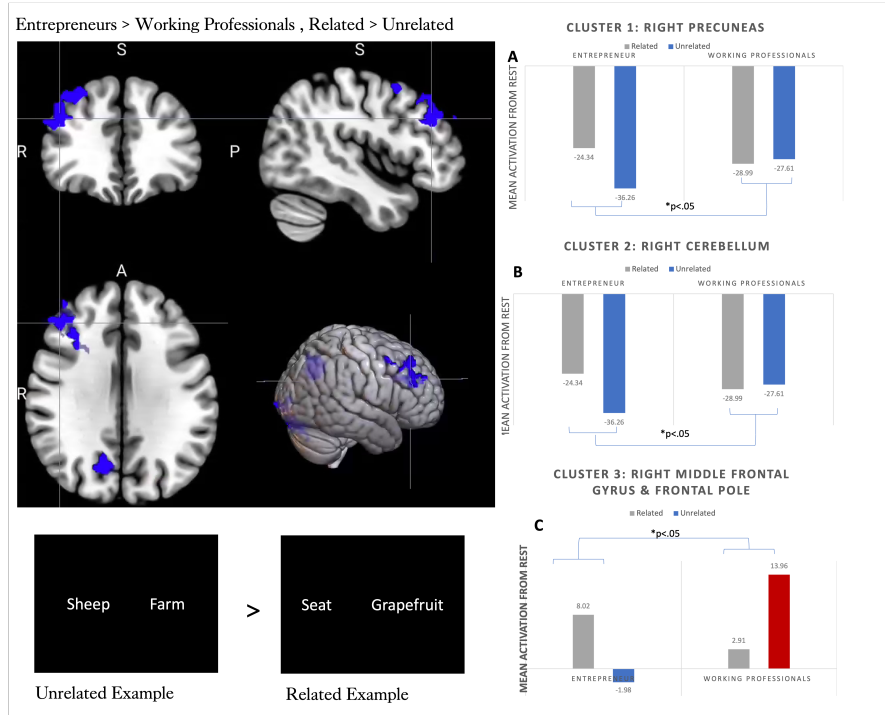 Entrepreneurs > Working Professionals , Related > Unrelated
S
S
R
P
A
R
CLUSTER 1: RIGHT PRECUNEAS
Related Unrelated
A
ENTREPRENEUR WORKING PROFESSIONALS
MEAN ACTIVATION FROM REST
-24.34
-36.26
-28.99
-27.61
*p<.05
CLUSTER 2: RIGHT CEREBELLUM
Related Unrelated
B
ENTREPRENEUR WORKING PROFESSIONALS
MEAN ACTIVATION FROM REST
-24.34
-36.26
-28.99
-27.61
*p<.05
CLUSTER 3: RIGHT MIDDLE FRONTAL
GYRUS & FRONTAL POLE
Related Unrelated
C
*p<.05
MEAN ACTIVATION FROM REST
8.02
-1.98
2.91
13.96
ENTREPRENEUR WORKING PROFESSIONALS
Sheep Farm
>
Seat Grapefruit
Unrelated Example
Related Example